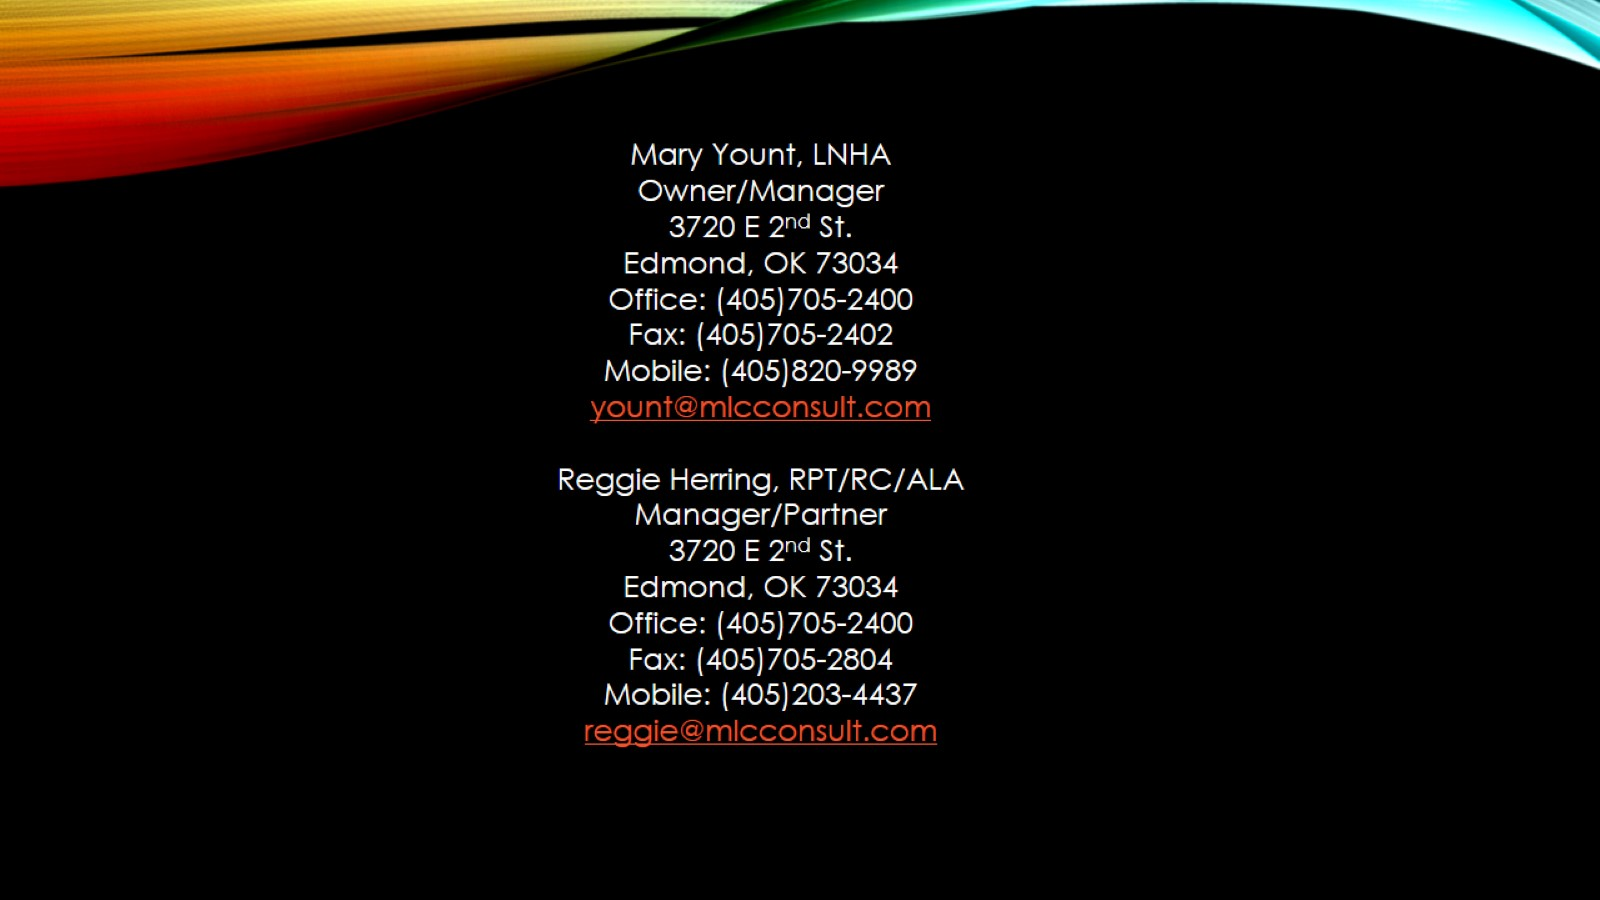 Mary Yount, LNHA
Owner/Manager
3720 E 2nd St.
Edmond, OK 73034
Office: (405)705-2400
Fax: (405)705-2402
Mobile: (405)820-9989
yount@mlcconsult.com
Reggie Herring, RPT/RC/ALA
Manager/Partner
3720 E 2nd St.
Edmond, OK 73034
Office: (405)705-2400
Fax: (405)705-2804
Mobile: (405)203-4437
reggie@mlcconsult.com